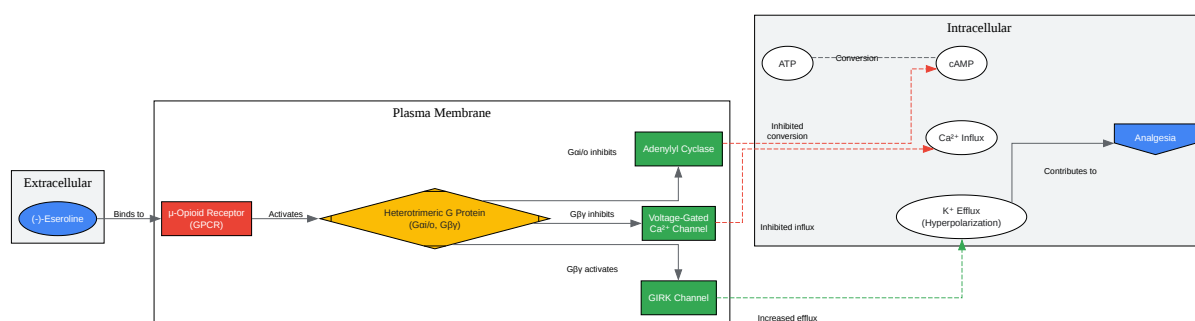 Extracellular
(-)-Eseroline
Binds to
Plasma Membrane
μ-Opioid Receptor
(GPCR)
Activates
Heterotrimeric G Protein
(Gαi/o, Gβγ)
Gαi/o inhibits
Adenylyl Cyclase
Gβγ inhibits
Voltage-Gated
Ca²⁺ Channel
Gβγ activates
GIRK Channel
Intracellular
ATP
Conversion
cAMP
Inhibited
conversion
Ca²⁺ Influx
Inhibited influx
K⁺ Efflux
(Hyperpolarization)
Increased efflux
Contributes to
Analgesia